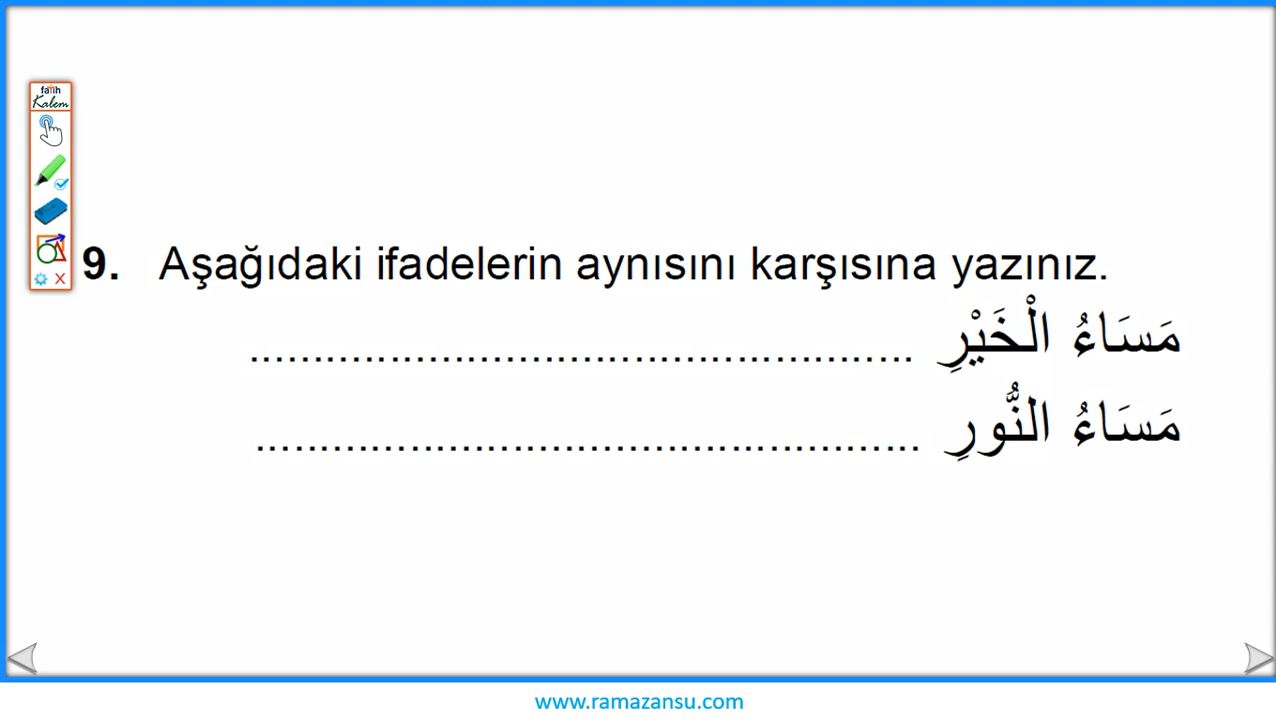 fatih
Kalem
9. Aşağıdaki ifadelerin aynısını karşısına yazınız.
مَسَاءُ الْخَيْرِ ....................................................
مَسَاءُ النُّورِ ....................................................
www.ramazansu.com